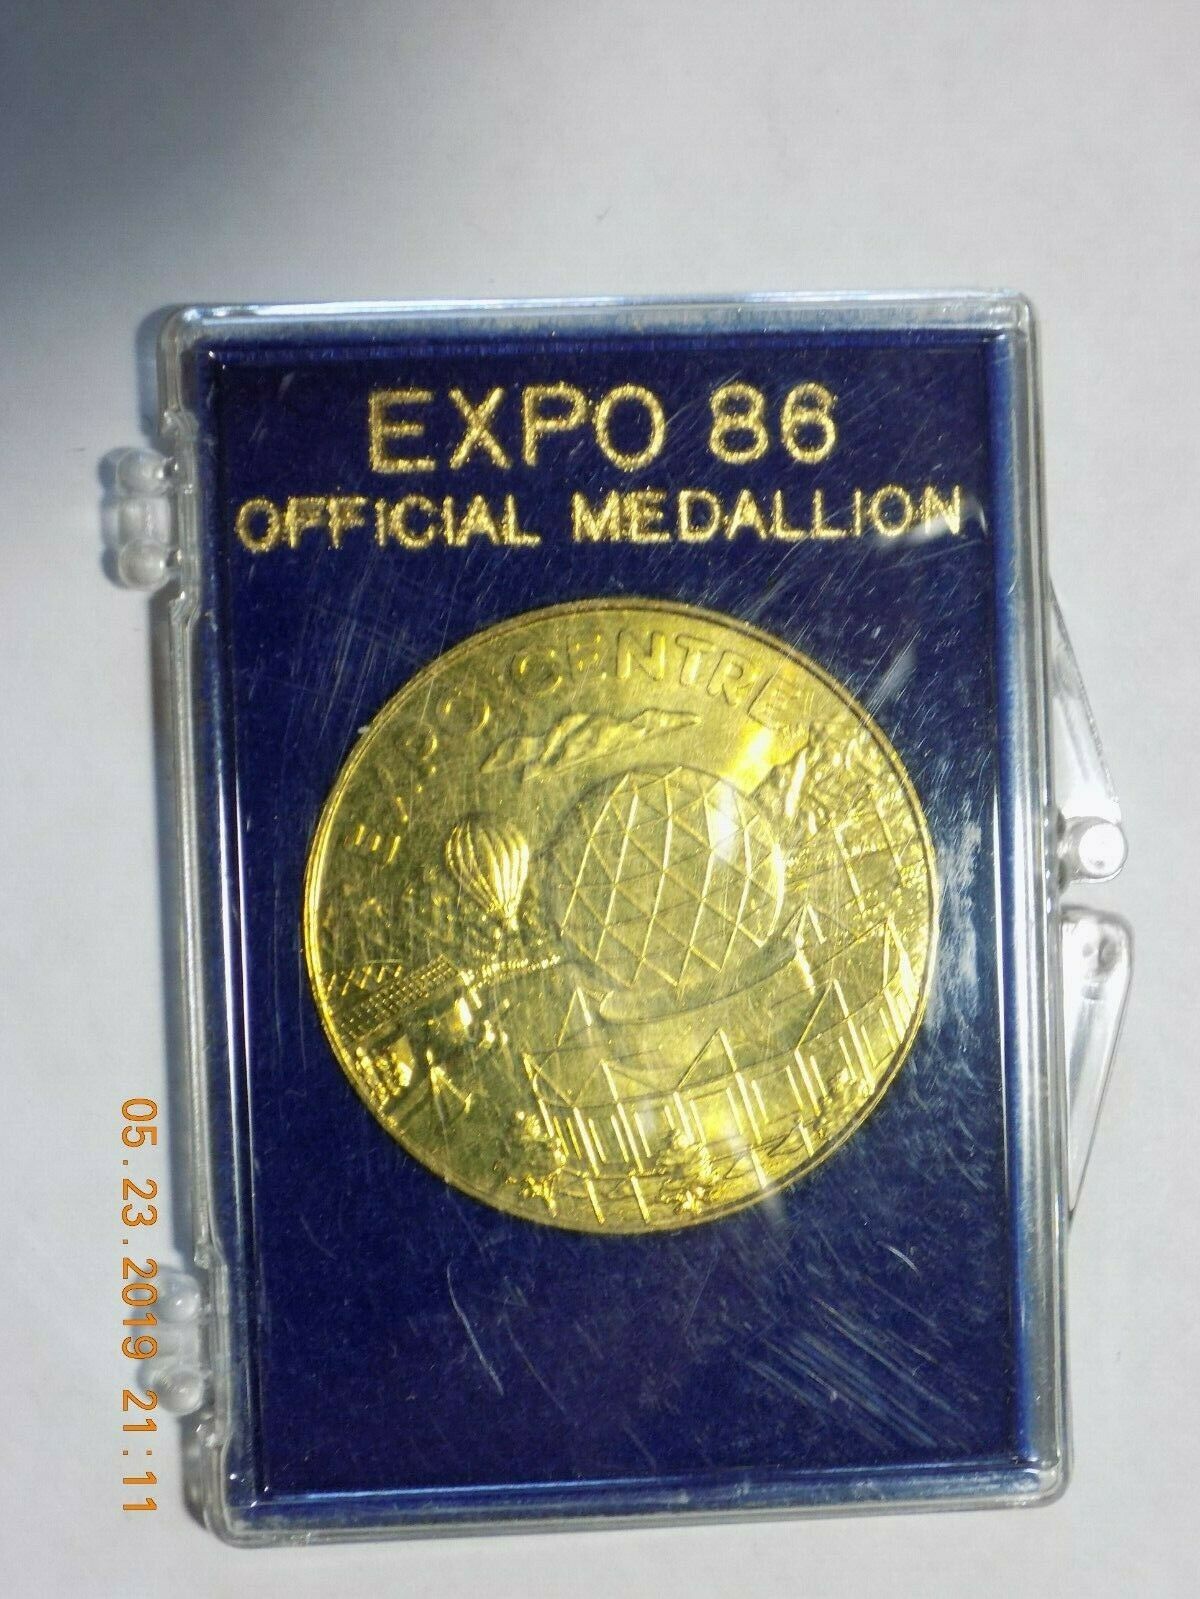 EXPO 86
OFFICIAL MEDALLION
EXPO CENTRE
05.23.2019 21:11